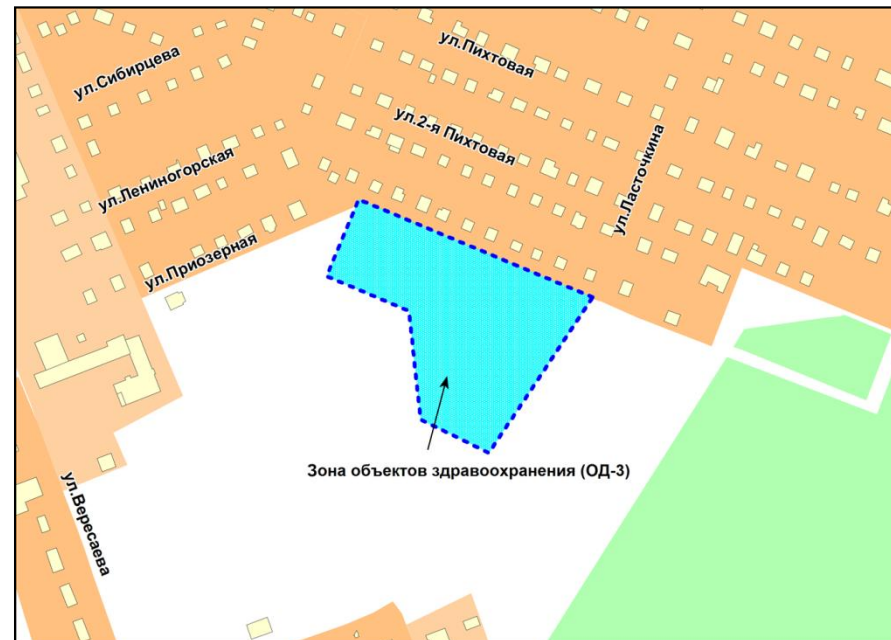 ул.Пихтовая
ул.Сибирцева
ул.2-я Пихтовая
ул.Лениногорская
ул.Ласточкина
ул.Приозерная
Зона объектов здравоохранения (ОД-3)
ул.Вересаева